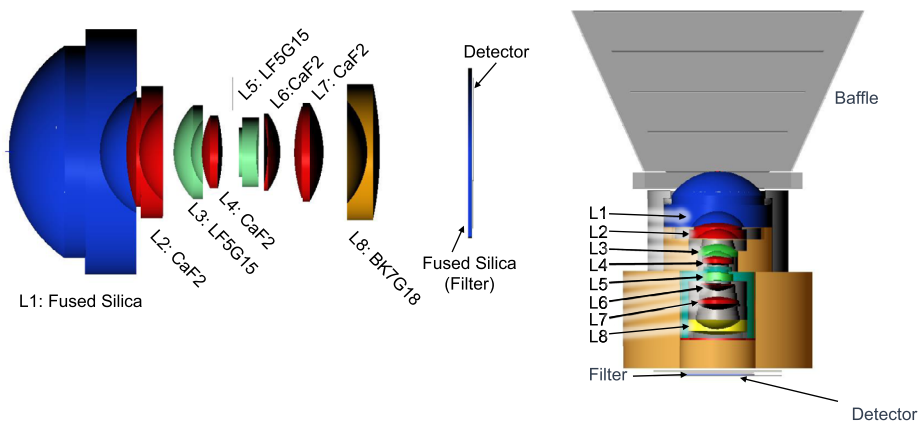 L5: LF5G15
L6:CaF2
L7: CaF2
Detector
L2: CaF2
L3: LF5G15
L4: CaF2
L8: BK7G18
L1: Fused Silica
Fused Silica
(Filter)
Baffle
L1
L2
L3
L4
L5
L6
L7
L8
Filter
Detector